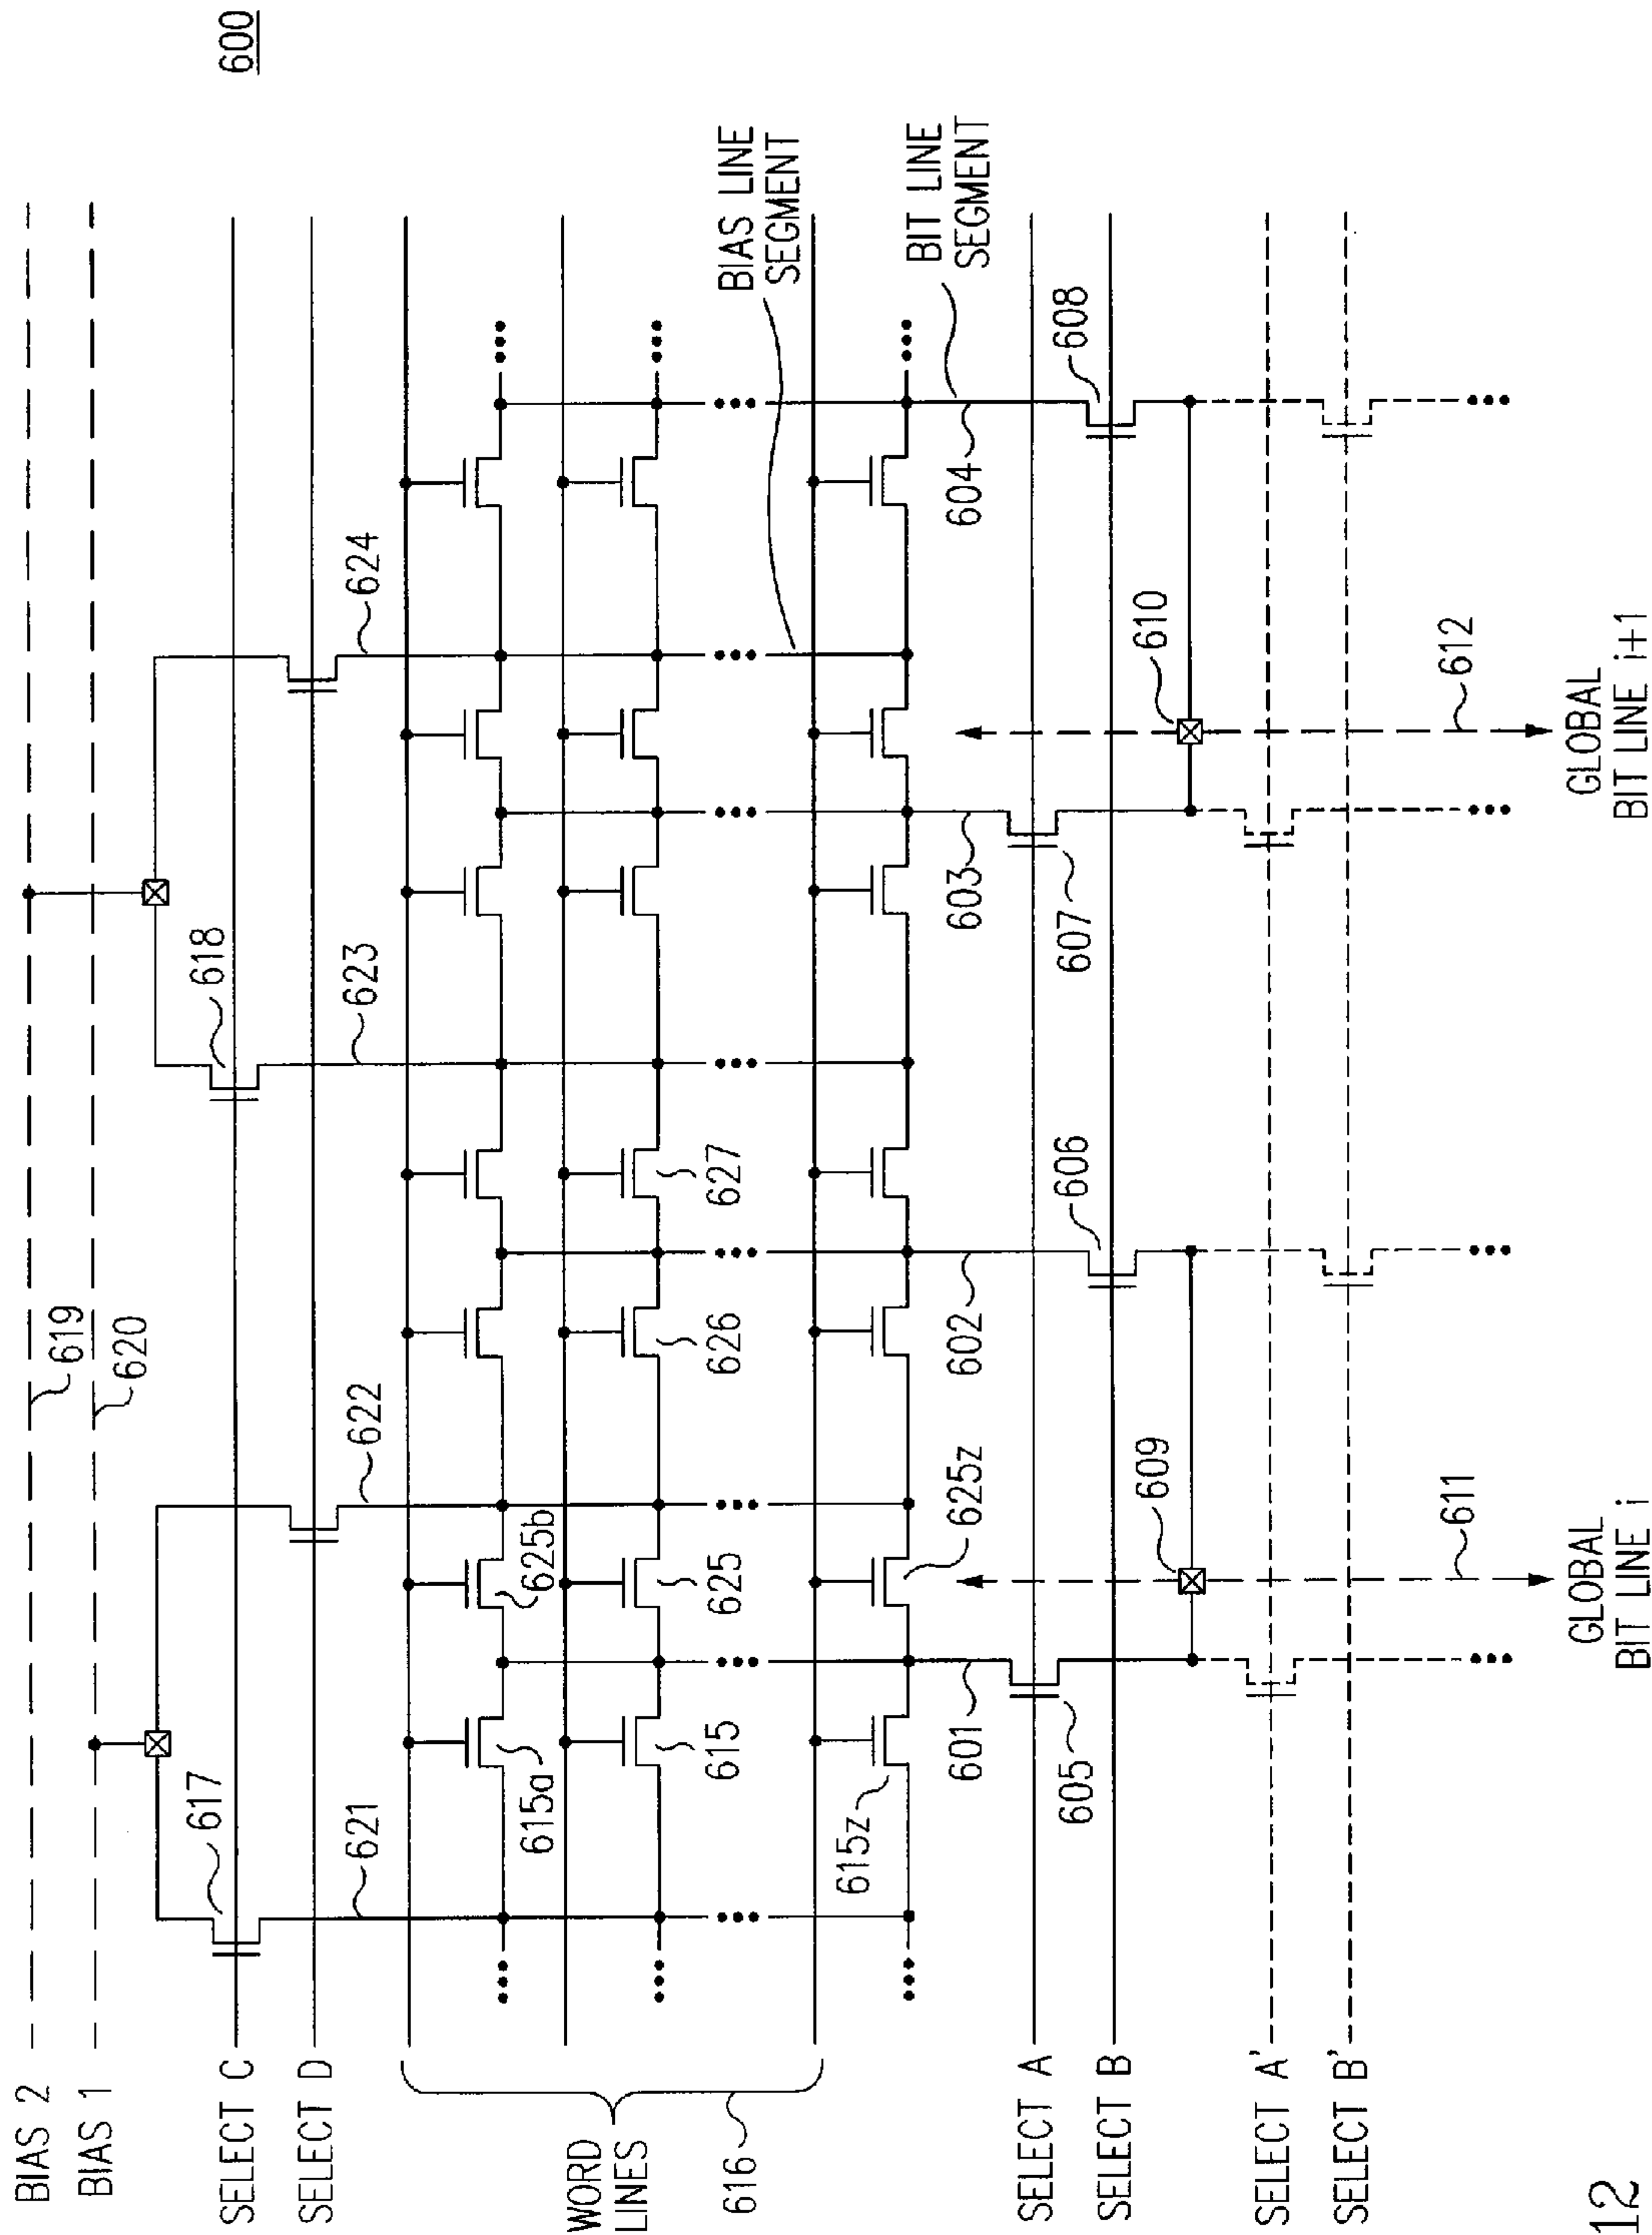 600
BIAS 2
BIAS 1
619
620
SELECT C
SELECT D
617
618
621
622
623
624
WORD
LINES
616
615a
625b
615
625
626
627
615z
625z
BIAS LINE
SEGMENT
BIT LINE
SEGMENT
601
602
603
604
SELECT A
SELECT B
605
606
607
608
609
610
SELECT A'
SELECT B'
611
612
GLOBAL
BIT LINE i
GLOBAL
BIT LINE i+1
12